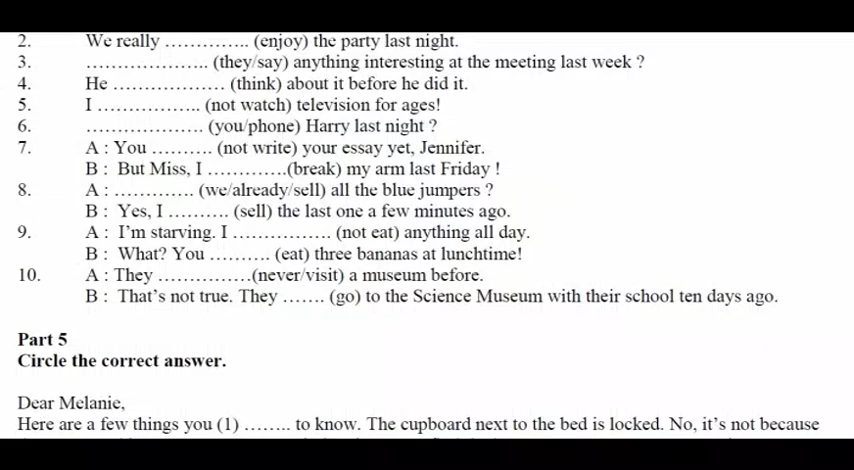 2. We really .............. (enjoy) the party last night.
3. .................... (they/say) anything interesting at the meeting last week ?
4. He .................. (think) about it before he did it.
5. I ................. (not watch) television for ages!
6. ................... (you/phone) Harry last night ?
7. A : You .......... (not write) your essay yet, Jennifer.
B : But Miss, I .............(break) my arm last Friday !
8. A : ............. (we/already/sell) all the blue jumpers ?
B : Yes, I .......... (sell) the last one a few minutes ago.
9. A : I'm starving. I ................ (not eat) anything all day.
B : What? You .......... (eat) three bananas at lunchtime!
10. A : They ...............(never/visit) a museum before.
B : That's not true. They ....... (go) to the Science Museum with their school ten days ago.
Part 5
Circle the correct answer.
Dear Melanie,
Here are a few things you (1) ........ to know. The cupboard next to the bed is locked. No, it's not because